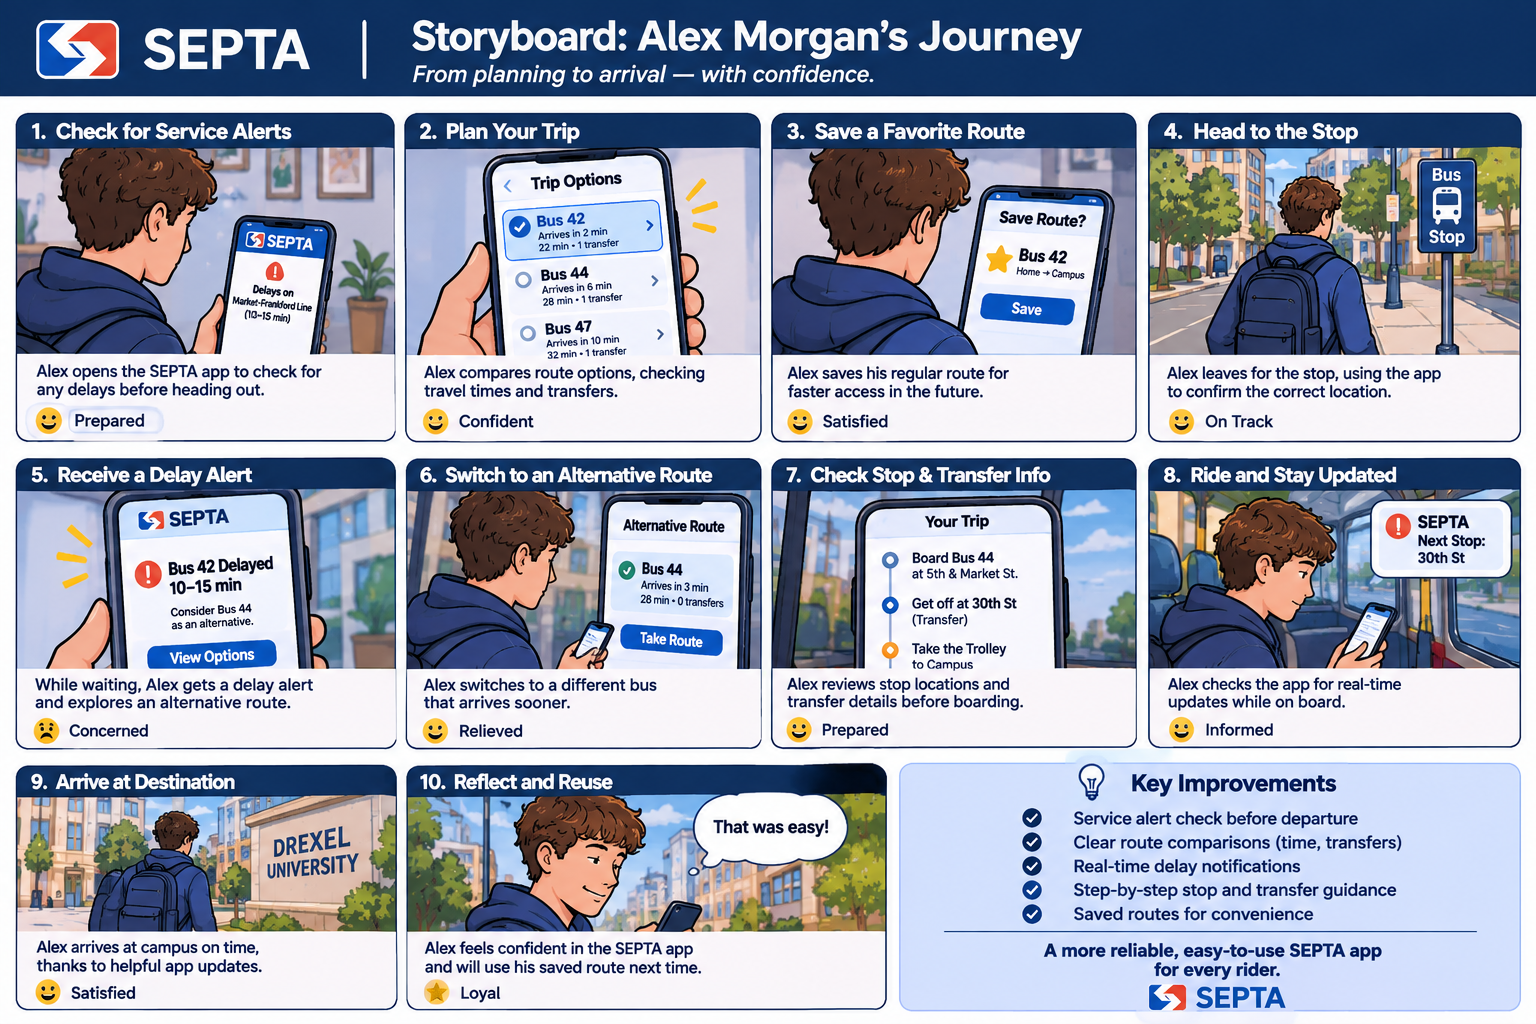 SEPTA
Storyboard: Alex Morgan's Journey
From planning to arrival — with confidence.
1. Check for Service Alerts
SEPTA
Delays on
Market-Frankford Line
(10–15 min)
Alex opens the SEPTA app to check for
any delays before heading out.
Prepared
2. Plan Your Trip
Trip Options
Bus 42
Arrives in 2 min
22 min • 1 transfer
Bus 44
Arrives in 6 min
28 min • 1 transfer
Bus 47
Arrives in 10 min
32 min • 1 transfer
Alex compares route options, checking
travel times and transfers.
Confident
3. Save a Favorite Route
Save Route?
Bus 42
Home → Campus
Save
Alex saves his regular route for
faster access in the future.
Satisfied
4. Head to the Stop
Bus
Stop
Alex leaves for the stop, using the app
to confirm the correct location.
On Track
5. Receive a Delay Alert
SEPTA
Bus 42 Delayed
10–15 min
Consider Bus 44
as an alternative.
View Options
While waiting, Alex gets a delay alert
and explores an alternative route.
Concerned
6. Switch to an Alternative Route
Alternative Route
Bus 44
Arrives in 3 min
28 min • 0 transfers
Take Route
Alex switches to a different bus
that arrives sooner.
Relieved
7. Check Stop & Transfer Info
Your Trip
Board Bus 44
at 5th & Market St.
Get off at 30th St
(Transfer)
Take the Trolley
to Campus
Alex reviews stop locations and
transfer details before boarding.
Prepared
8. Ride and Stay Updated
SEPTA
Next Stop:
30th St
Alex checks the app for real-time
updates while on board.
Informed
9. Arrive at Destination
DREXEL
UNIVERSITY
Alex arrives at campus on time,
thanks to helpful app updates.
Satisfied
10. Reflect and Reuse
That was easy!
Alex feels confident in the SEPTA app
and will use his saved route next time.
Loyal
Key Improvements
Service alert check before departure
Clear route comparisons (time, transfers)
Real-time delay notifications
Step-by-step stop and transfer guidance
Saved routes for convenience
A more reliable, easy-to-use SEPTA app
for every rider.
SEPTA